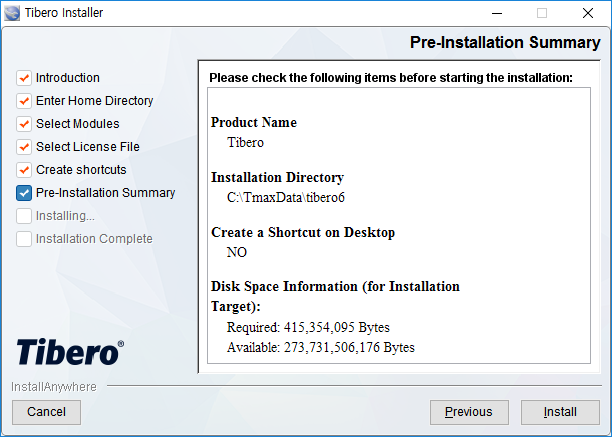 Tibero Installer
Pre-Installation Summary
Introduction
Enter Home Directory
Select Modules
Select License File
Create shortcuts
Pre-Installation Summary
Installing...
Installation Complete
Please check the following items before starting the installation:
Product Name
Tibero
Installation Directory
C:\TmaxData\tibero6
Create a Shortcut on Desktop
NO
Disk Space Information (for Installation
Target):
Required: 415,354,095 Bytes
Available: 273,731,506,176 Bytes
Tibero®
InstallAnywhere
Cancel
Previous
Install